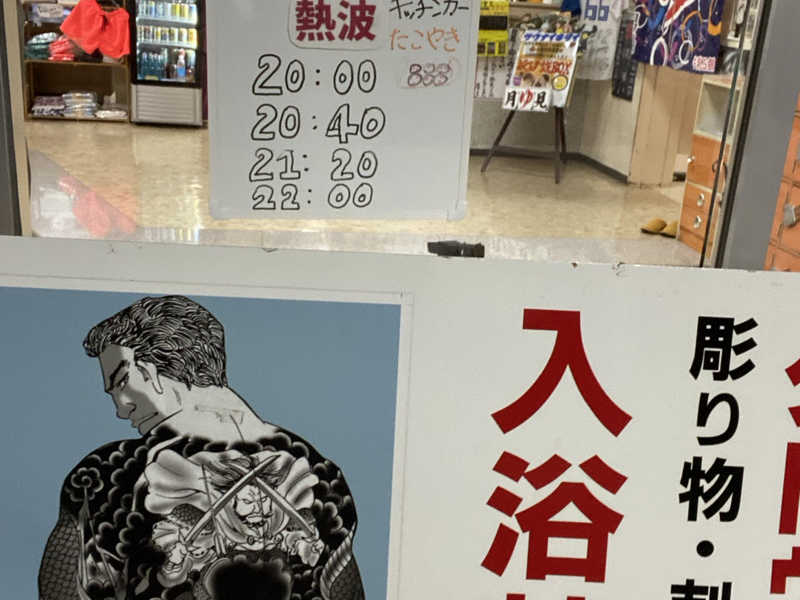 熱波
キッチンカー
たこやき
20:00
20:40
21:20
22:00
月ゆ見
入浴
彫り物・刺